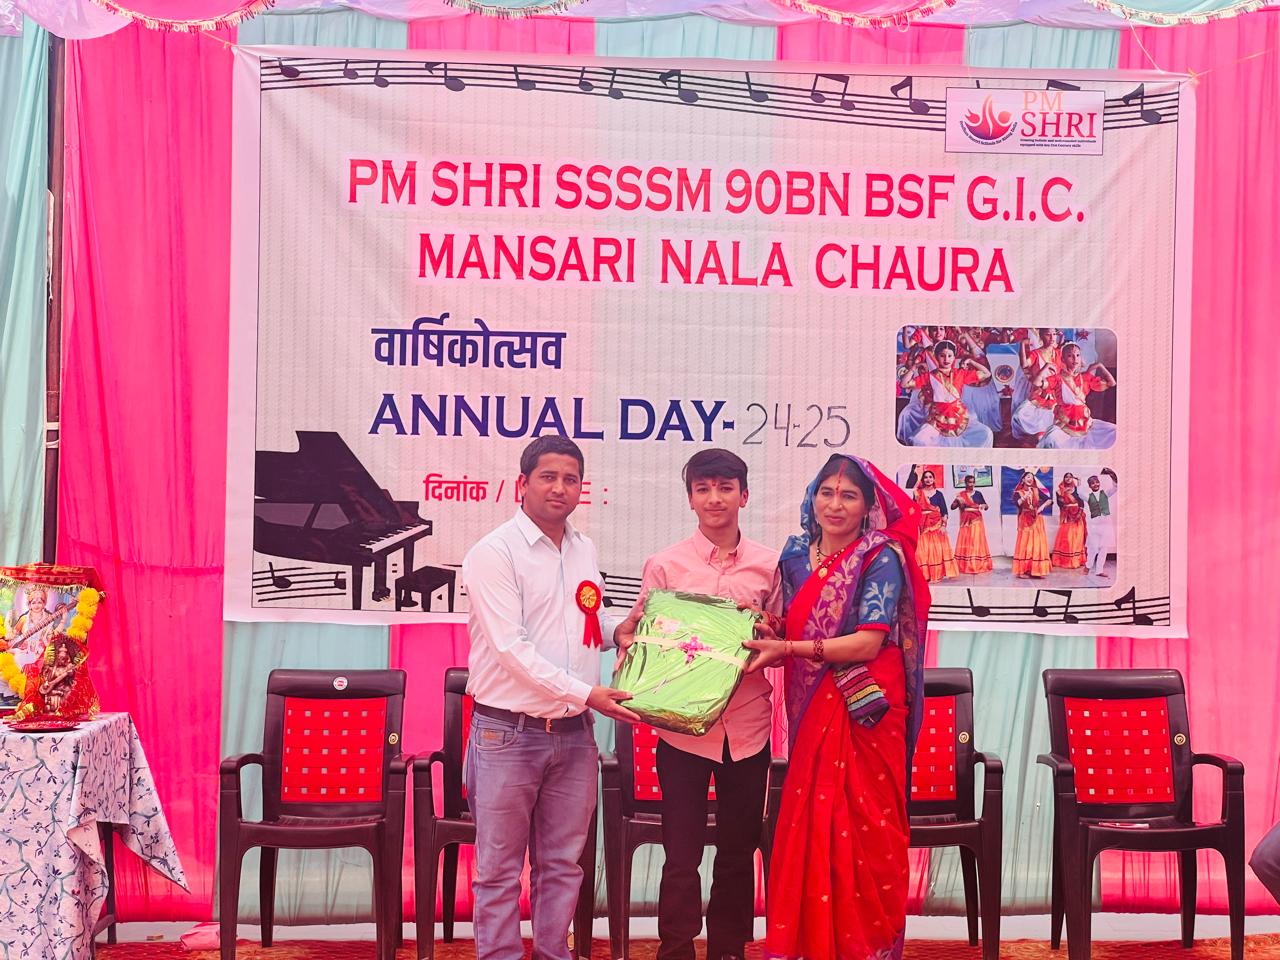 PM
SHRI
PM SHRI SSSSM 90BN BSF G.I.C.
MANSARI NALA CHAURA
वार्षिकोत्सव
ANNUAL DAY- 24-25
दिनांक / :